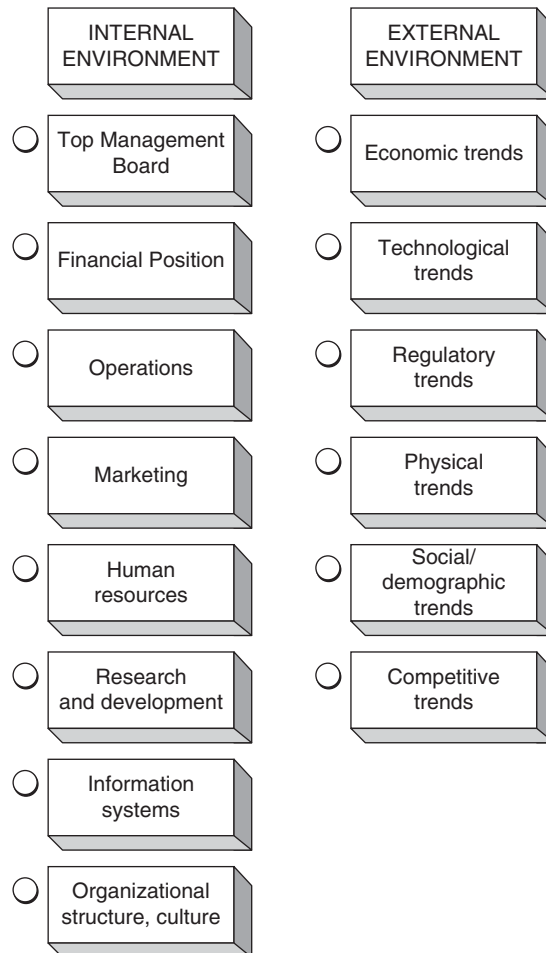 INTERNAL
ENVIRONMENT
Top Management
Board
Financial Position
Operations
Marketing
Human
resources
Research
and development
Information
systems
Organizational
structure, culture
EXTERNAL
ENVIRONMENT
Economic trends
Technological
trends
Regulatory
trends
Physical
trends
Social/
demographic
trends
Competitive
trends